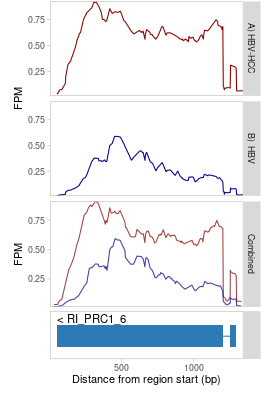 0.75
0.50
0.25
FPM
A) HBV-HCC
0.75
0.50
0.25
B) HBV
0.75
0.50
0.25
FPM
Combined
< RI_PRC1_6
500
1000
Distance from region start (bp)